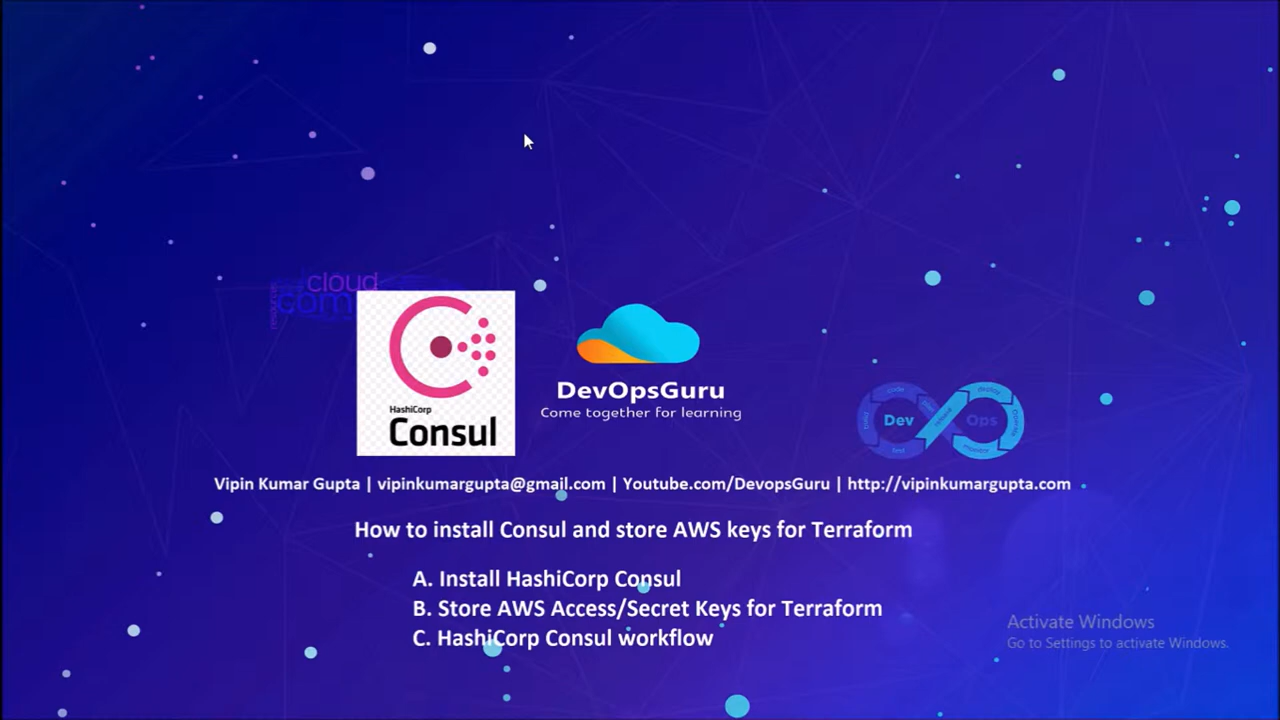 cloud
HashiCorp
Consul
DevOpsGuru
Come together for learning
Dev Ops
Vipin Kumar Gupta | vipinkumargupta@gmail.com | Youtube.com/DevopsGuru | http://vipinkumargupta.com
How to install Consul and store AWS keys for Terraform
A. Install HashiCorp Consul
B. Store AWS Access/Secret Keys for Terraform
C. HashiCorp Consul workflow
Activate Windows
Go to Settings to activate Windows.